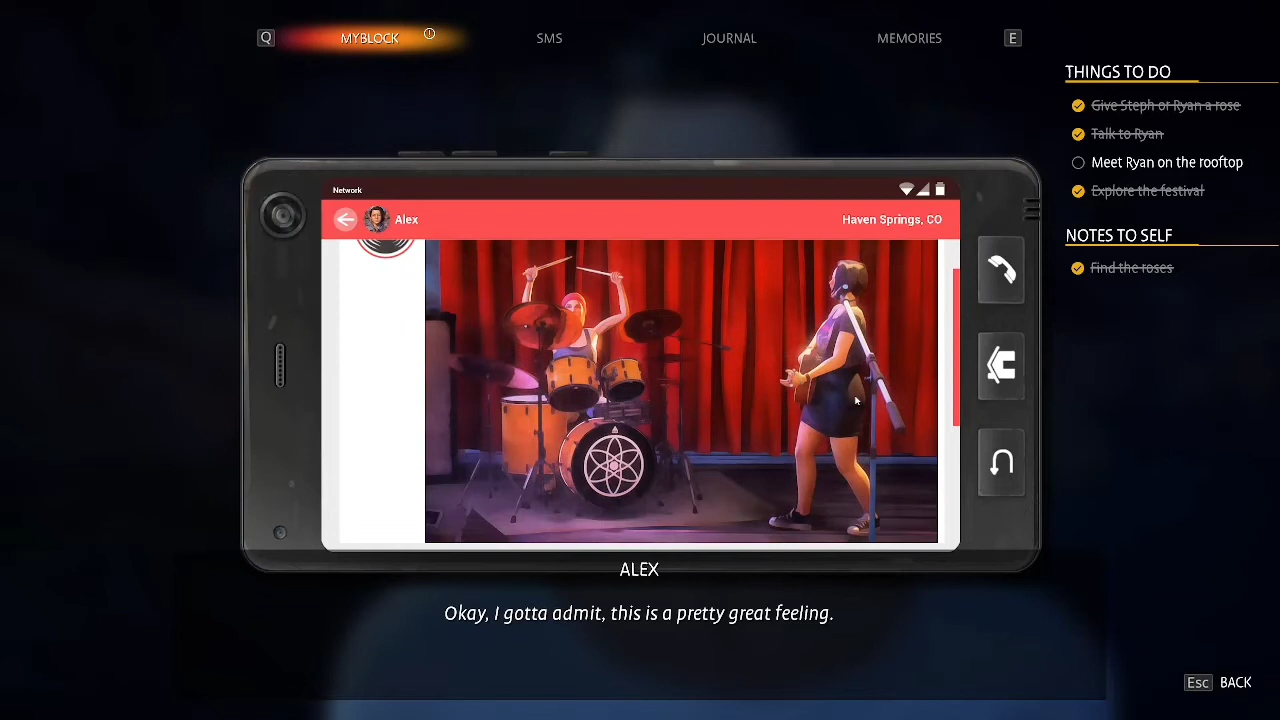 Q
MYBLOCK
SMS
JOURNAL
MEMORIES
E
THINGS TO DO
Give Steph or Ryan a rose
Talk to Ryan
Meet Ryan on the rooftop
Explore the festival
NOTES TO SELF
Find the roses
Network
Alex
Haven Springs, CO
ALEX
Okay, I gotta admit, this is a pretty great feeling.
Esc BACK